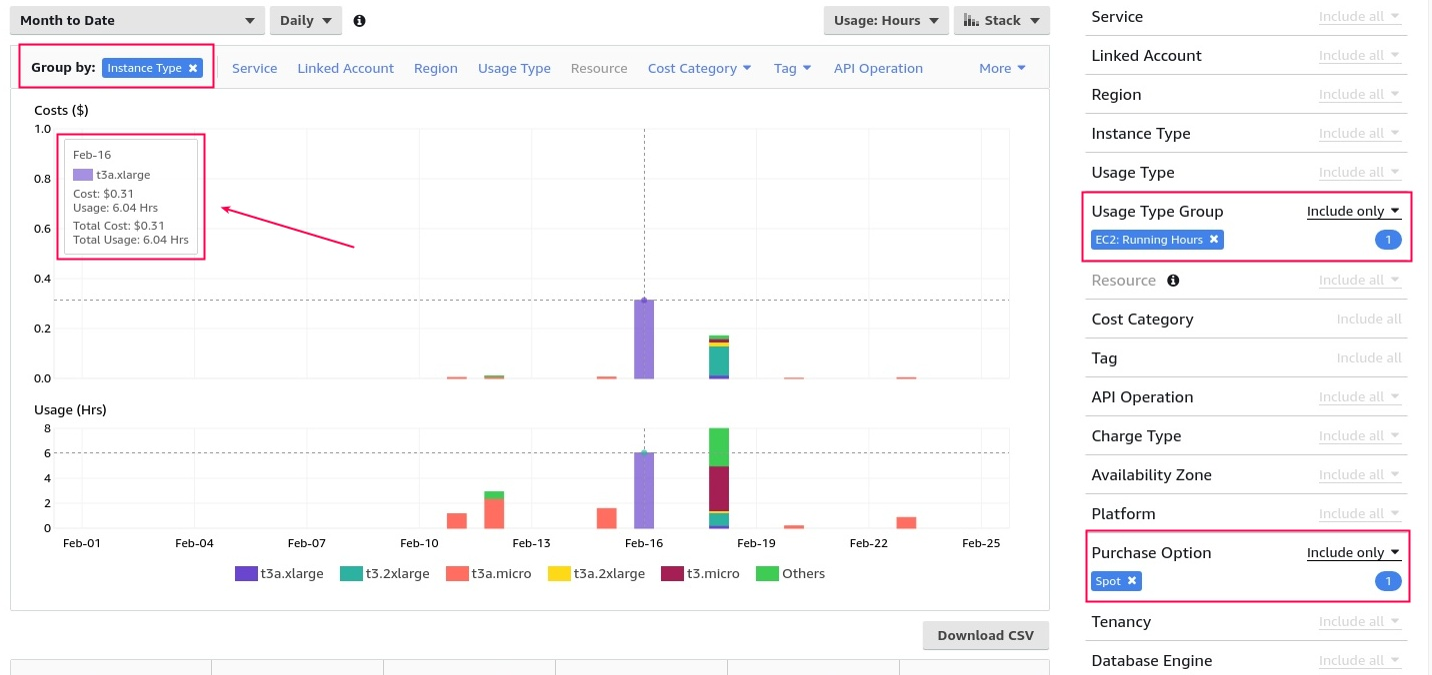 Month to Date
Daily
Usage: Hours
Stack
Group by: Instance Type Service Linked Account Region Usage Type Resource Cost Category Tag API Operation More
Costs ($)
1.0
0.8
0.6
0.4
0.2
0.0
Feb-16
t3a.xlarge
Cost: $0.31
Usage: 6.04 Hrs
Total Cost: $0.31
Total Usage: 6.04 Hrs
Usage (Hrs)
8
6
4
2
0
Feb-01 Feb-04 Feb-07 Feb-10 Feb-13 Feb-16 Feb-19 Feb-22 Feb-25
t3a.xlarge t3.2xlarge t3a.micro t3a.2xlarge t3.micro Others
Download CSV
Service Include all
Linked Account Include all
Region Include all
Instance Type Include all
Usage Type Include all
Usage Type Group Include only
EC2: Running Hours 1
Resource Include all
Cost Category Include all
Tag Include all
API Operation Include all
Charge Type Include all
Availability Zone Include all
Platform Include all
Purchase Option Include only
Spot 1
Tenancy Include all
Database Engine Include all